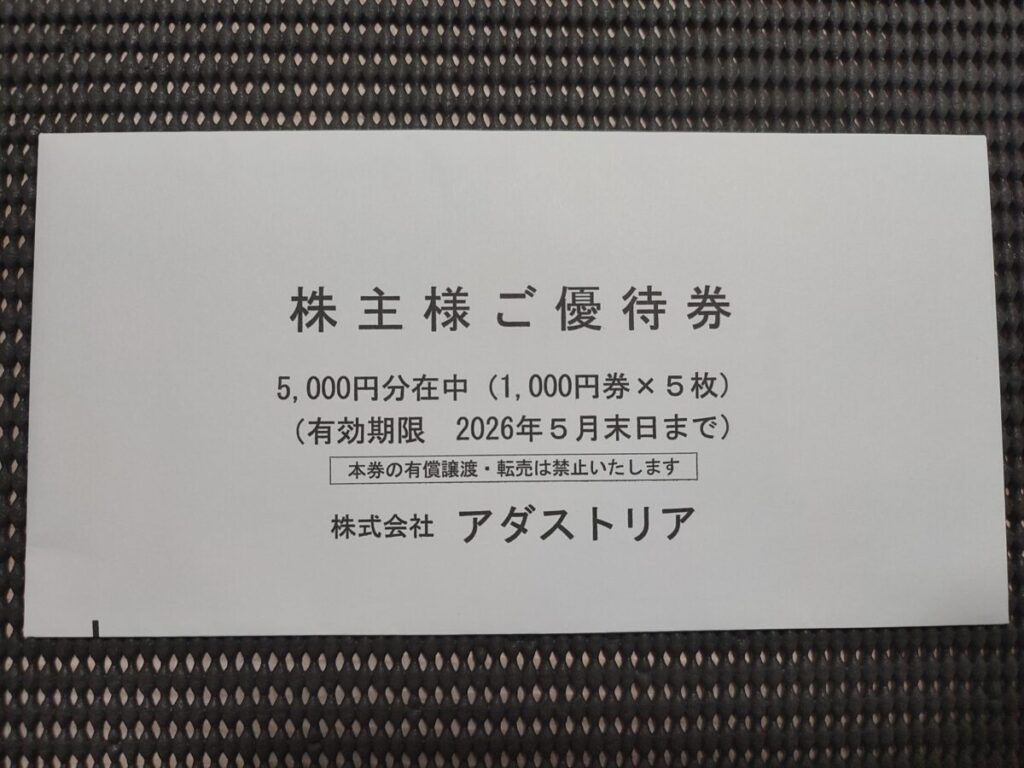 株主様ご優待券
5,000円分在中（1,000円券×５枚）
（有効期限　2026年５月末日まで）
本券の有償譲渡・転売は禁止いたします
株式会社 アダストリア